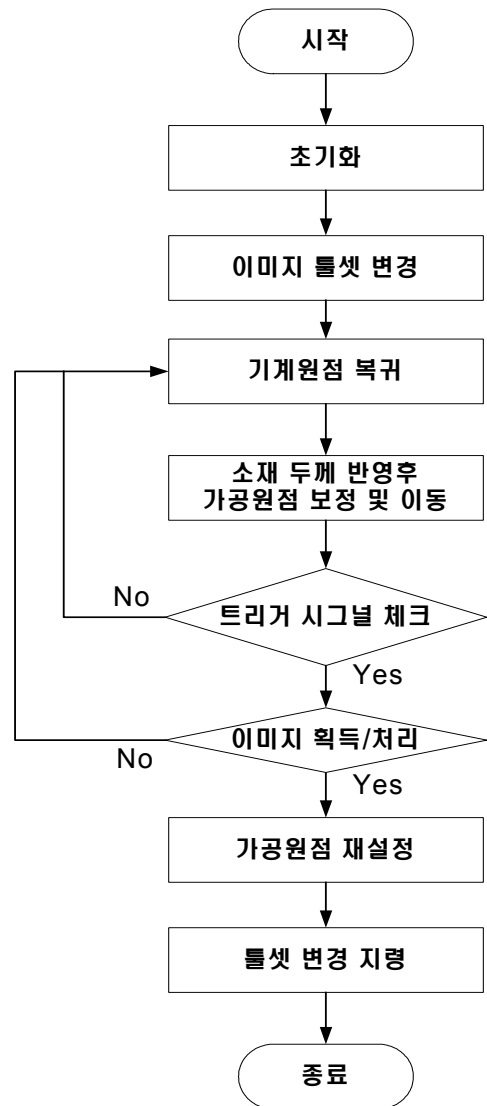 시작
초기화
이미지 툴셋 변경
기계원점 복귀
소재 두께 반영후
가공원점 보정 및 이동
No
트리거 시그널 체크
Yes
이미지 획득/처리
No
Yes
가공원점 재설정
툴셋 변경 지령
종료